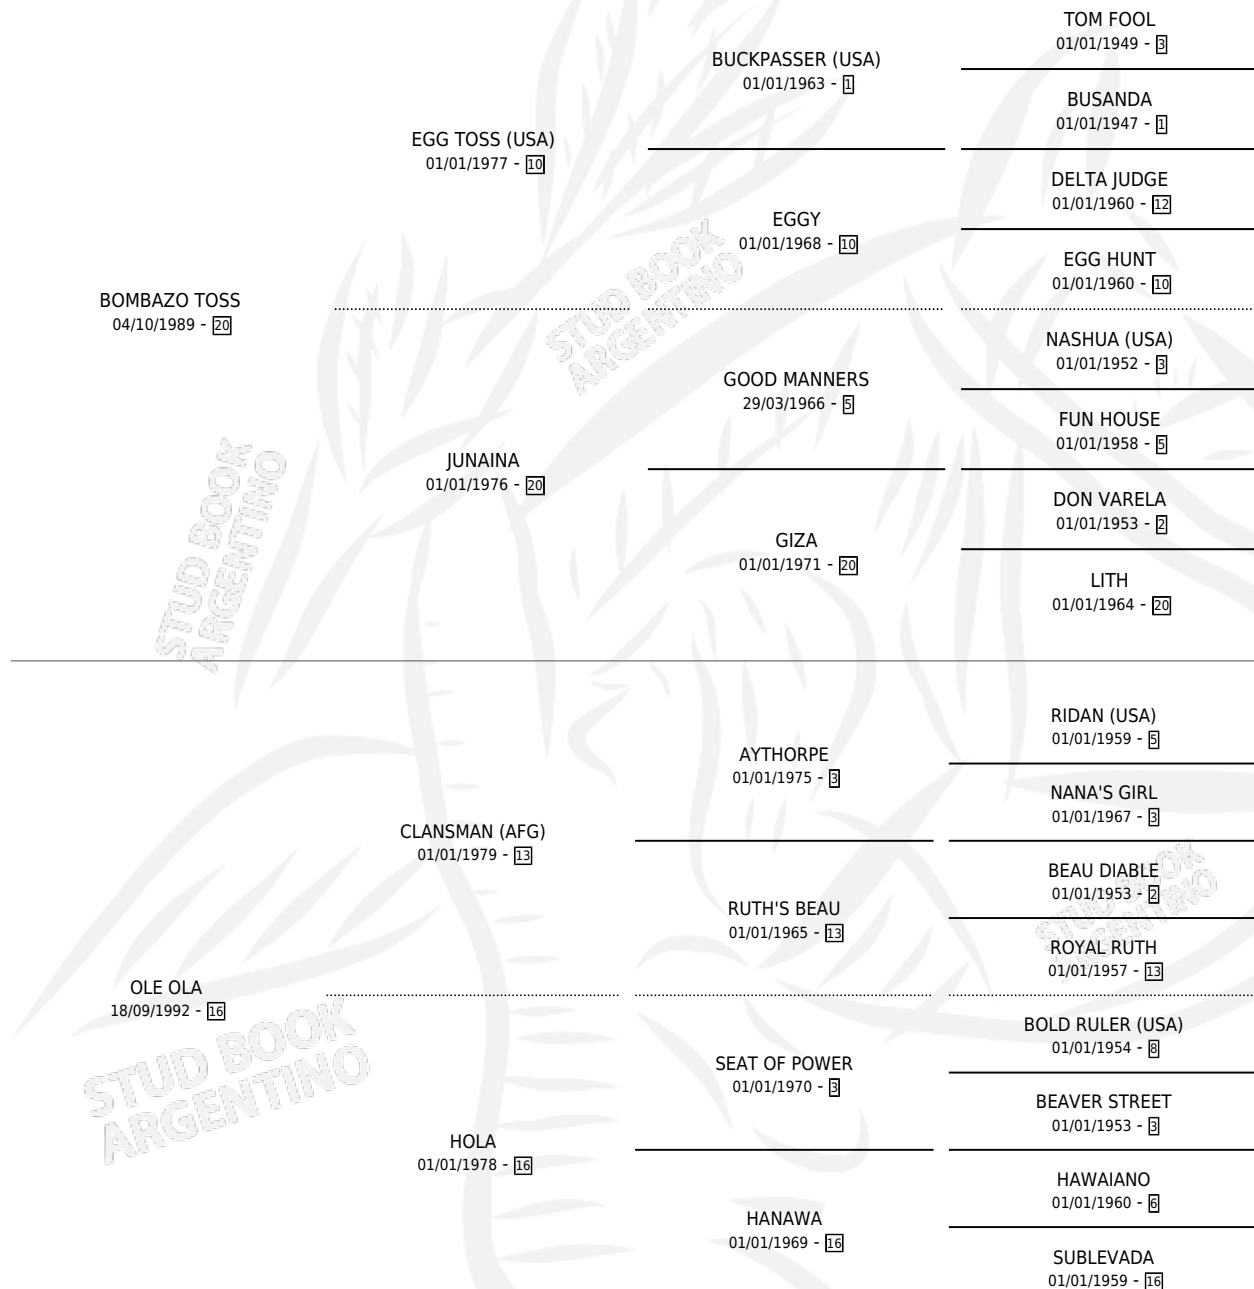 BOMBAZO TOSS
04/10/1989 - 20
EGG TOSS (USA)
01/01/1977 - 10
BUCKPASSER (USA)
01/01/1963 - 1
TOM FOOL
01/01/1949 - 3
BUSANDA
01/01/1947 - 1
EGGY
01/01/1968 - 10
DELTA JUDGE
01/01/1960 - 12
EGG HUNT
01/01/1960 - 10
JUNAINA
01/01/1976 - 20
GOOD MANNERS
29/03/1966 - 5
NASHUA (USA)
01/01/1952 - 3
FUN HOUSE
01/01/1958 - 5
GIZA
01/01/1971 - 20
DON VARELA
01/01/1953 - 2
LITH
01/01/1964 - 20
OLE OLA
18/09/1992 - 16
CLANSMAN (AFG)
01/01/1979 - 13
AYTHORPE
01/01/1975 - 3
RIDAN (USA)
01/01/1959 - 5
NANA'S GIRL
01/01/1967 - 3
RUTH'S BEAU
01/01/1965 - 13
BEAU DIABLE
01/01/1953 - 2
ROYAL RUTH
01/01/1957 - 13
HOLA
01/01/1978 - 16
SEAT OF POWER
01/01/1970 - 3
BOLD RULER (USA)
01/01/1954 - 8
BEAVER STREET
01/01/1953 - 3
HANAWA
01/01/1969 - 16
HAWAIANO
01/01/1960 - 6
SUBLEVADA
01/01/1959 - 16
STUD BOOK
ARGENTINO
STUD BOOK
ARGENTINO
STUD BOOK
ARGENTINO
STUD BOOK
ARGENTINO